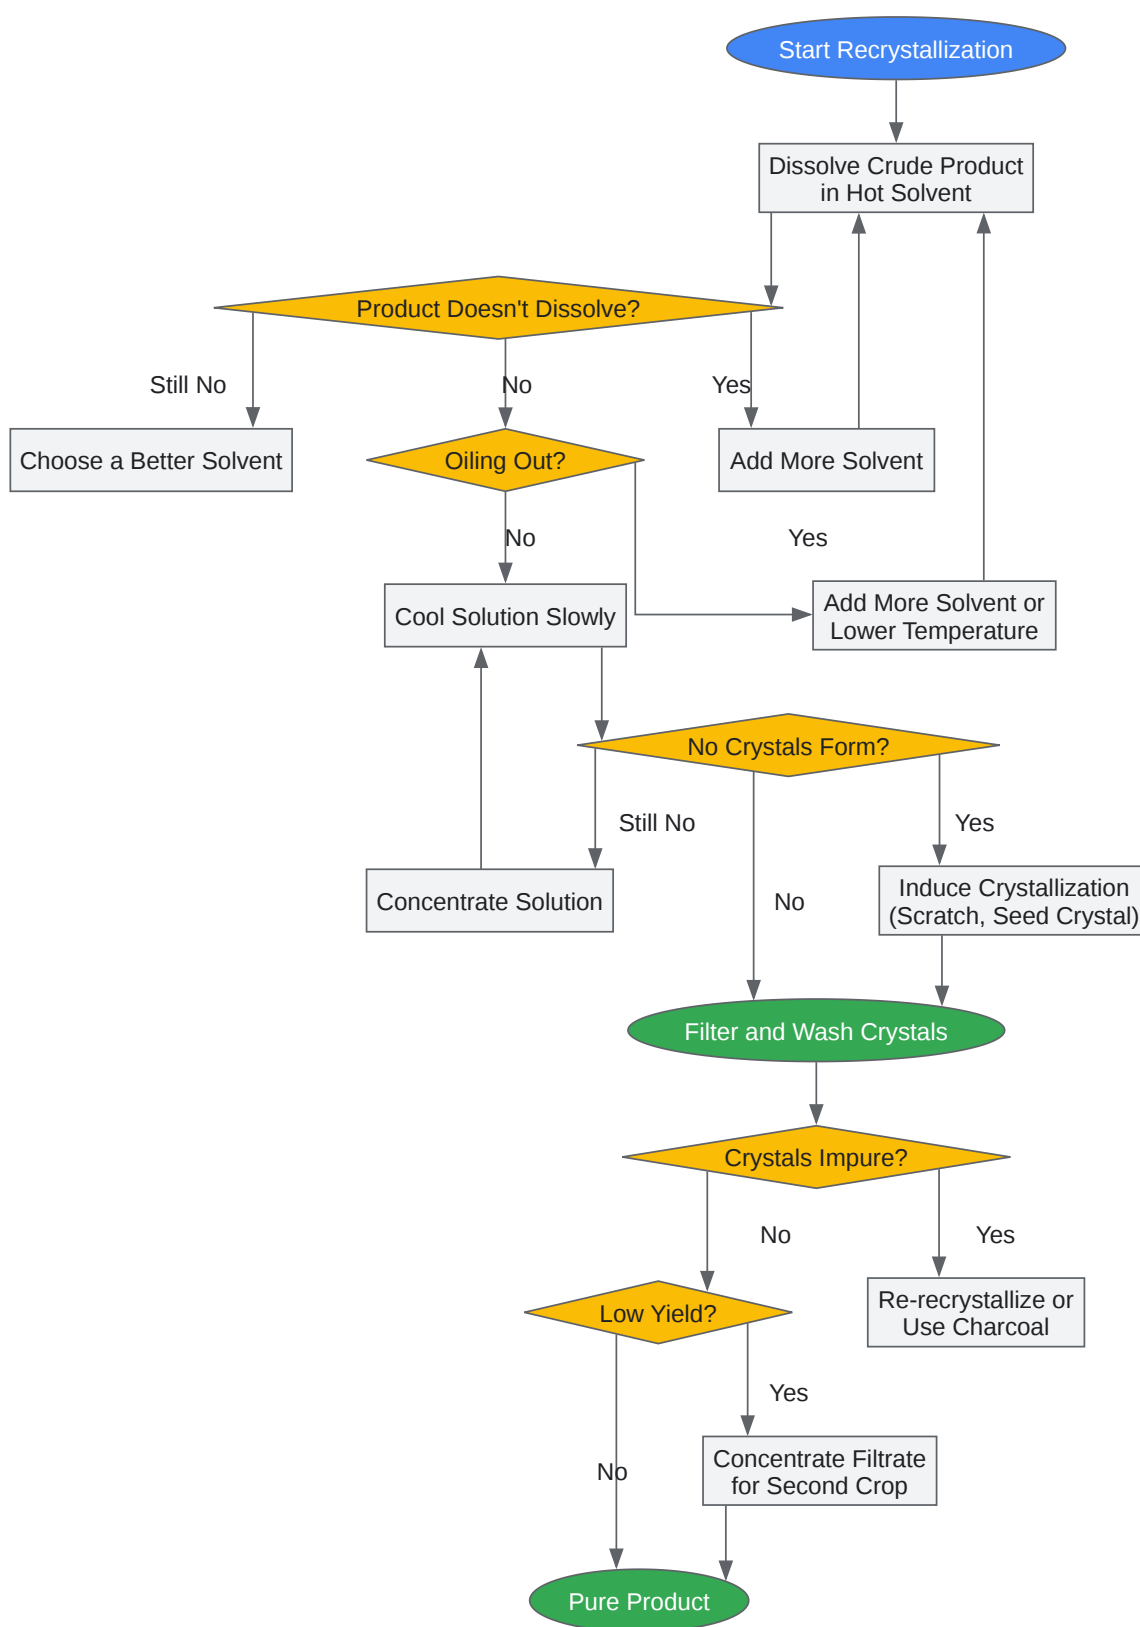 Start Recrystallization
Dissolve Crude Product
in Hot Solvent
Product Doesn't Dissolve?
Still No
No
Yes
Choose a Better Solvent
Oiling Out?
Add More Solvent
No
Yes
Cool Solution Slowly
Add More Solvent or
Lower Temperature
No Crystals Form?
Still No
Yes
No
Concentrate Solution
Induce Crystallization
(Scratch, Seed Crystal)
Filter and Wash Crystals
Crystals Impure?
No
Yes
Low Yield?
Re-recrystallize or
Use Charcoal
Yes
No
Concentrate Filtrate
for Second Crop
Pure Product